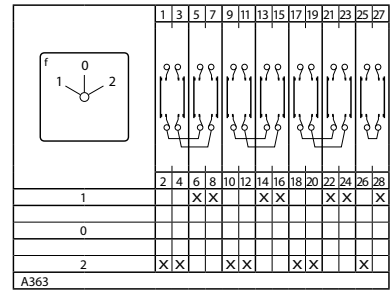 1 3 5 7 9 11 13 15 17 19 21 23 25 27
f 0
1 2
2 4 6 8 10 12 14 16 18 20 22 24 26 28
1 X X X X X X X
0
2 X X X X X X X
A363